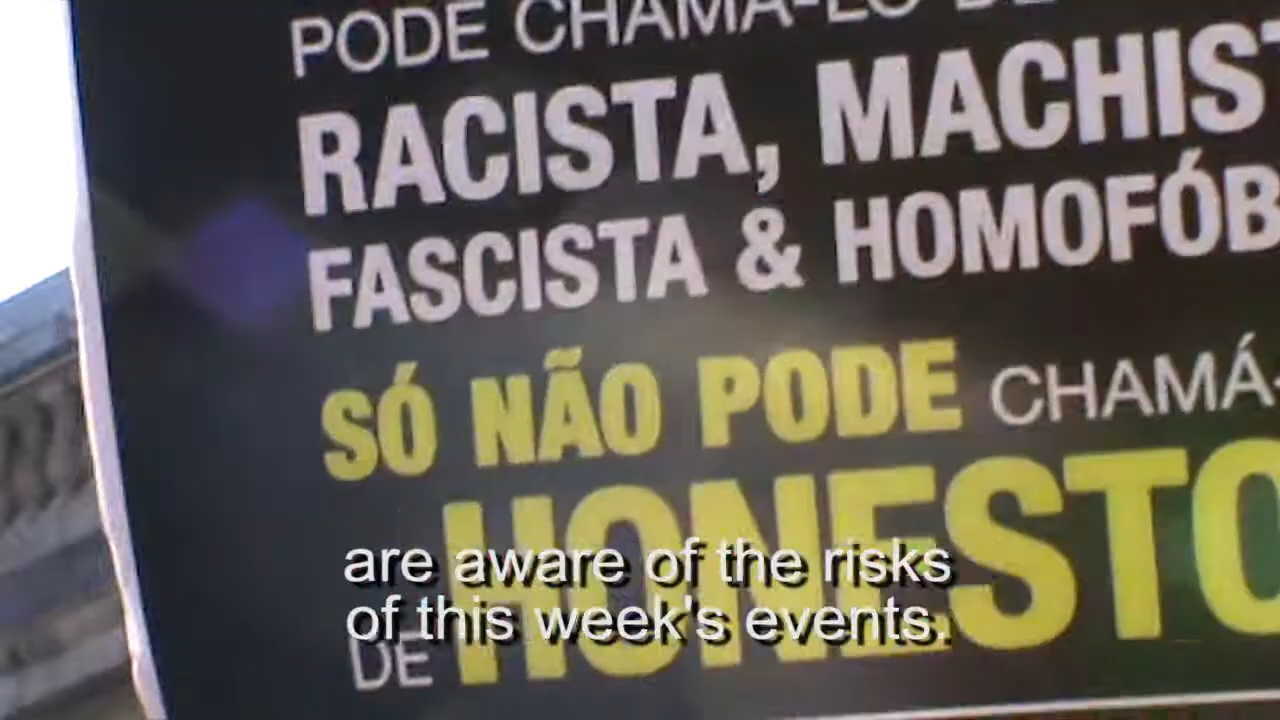 PODE CHAMÁ-LO DE
RACISTA, MACHIST
FASCISTA & HOMOFÓB
SÓ NÃO PODE CHAMÁ-
DE HONESTO
are aware of the risks
of this week's events.